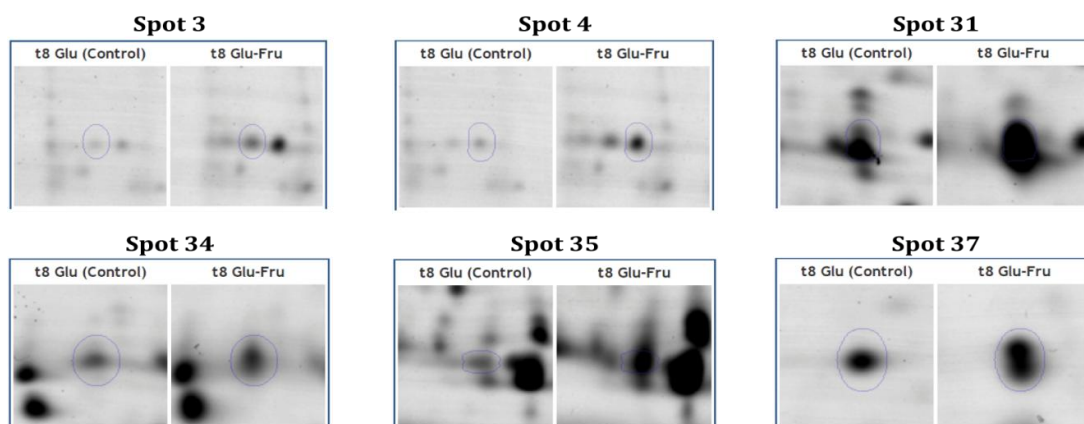 Spot 3
t8 Glu (Control) t8 Glu-Fru
Spot 4
t8 Glu (Control) t8 Glu-Fru
Spot 31
t8 Glu (Control) t8 Glu-Fru
Spot 34
t8 Glu (Control) t8 Glu-Fru
Spot 35
t8 Glu (Control) t8 Glu-Fru
Spot 37
t8 Glu (Control) t8 Glu-Fru